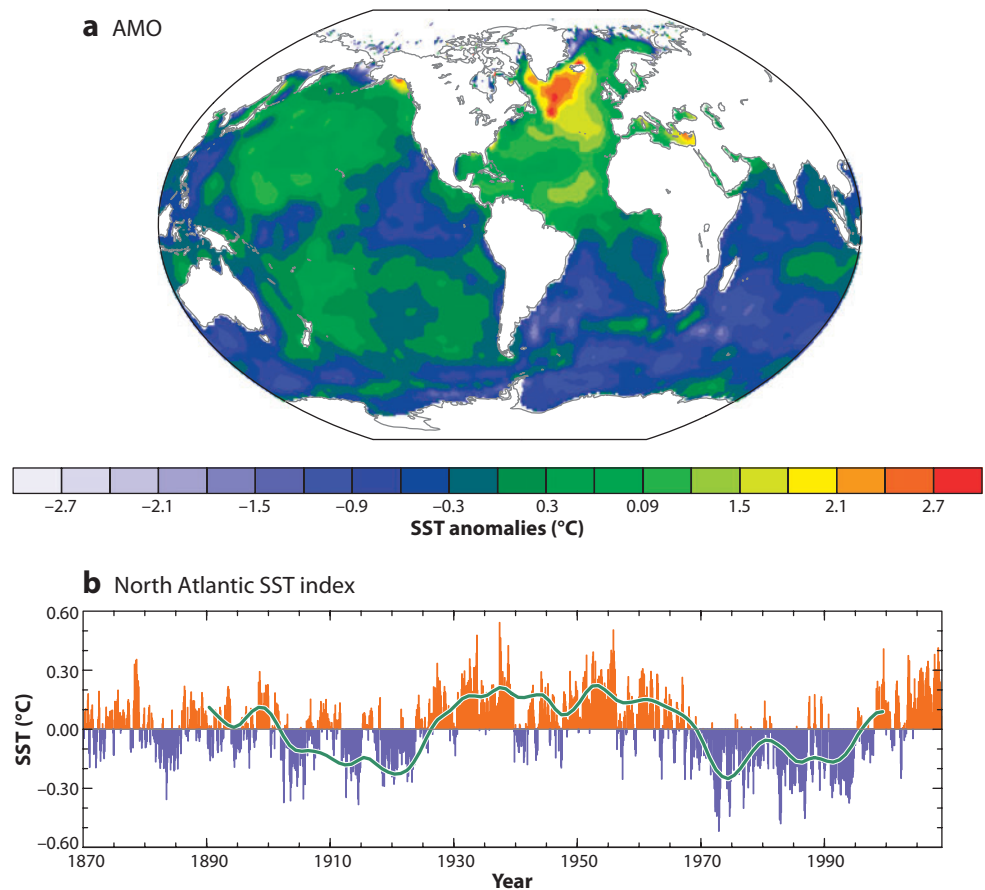 a AMO
−2.7 −2.1 −1.5 −0.9 −0.3 0.3 0.09 1.5 2.1 2.7
SST anomalies (°C)
b North Atlantic SST index
0.60
0.30
0.00
−0.30
−0.60
SST (°C)
1870 1890 1910 1930 1950 1970 1990
Year